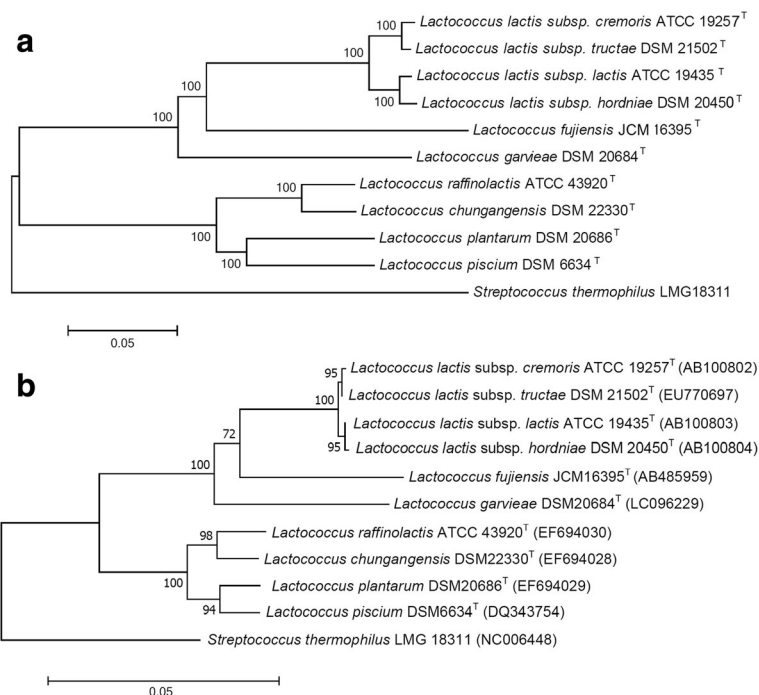 a
Lactococcus lactis subsp. cremoris ATCC 19257T
100
Lactococcus lactis subsp. tructae DSM 21502T
100
Lactococcus lactis subsp. lactis ATCC 19435 T
100
100
Lactococcus lactis subsp. hordniae DSM 20450T
100
Lactococcus fujiensis JCM 16395T
Lactococcus garvieae DSM 20684T
Lactococcus raffinolactis ATCC 43920T
100
Lactococcus chungangensis DSM 22330T
100
Lactococcus plantarum DSM 20686T
100
Lactococcus piscium DSM 6634 T
Streptococcus thermophilus LMG18311
0.05
b
Lactococcus lactis subsp. cremoris ATCC 19257T (AB100802)
95
Lactococcus lactis subsp. tructae DSM 21502T (EU770697)
100
Lactococcus lactis subsp. lactis ATCC 19435T (AB100803)
72
95
Lactococcus lactis subsp. hordniae DSM 20450T (AB100804)
100
Lactococcus fujiensis JCM16395T (AB485959)
Lactococcus garvieae DSM20684T (LC096229)
98
Lactococcus raffinolactis ATCC 43920T (EF694030)
Lactococcus chungangensis DSM22330T (EF694028)
100
Lactococcus plantarum DSM20686T (EF694029)
94
Lactococcus piscium DSM6634T (DQ343754)
Streptococcus thermophilus LMG 18311 (NC006448)
0.05